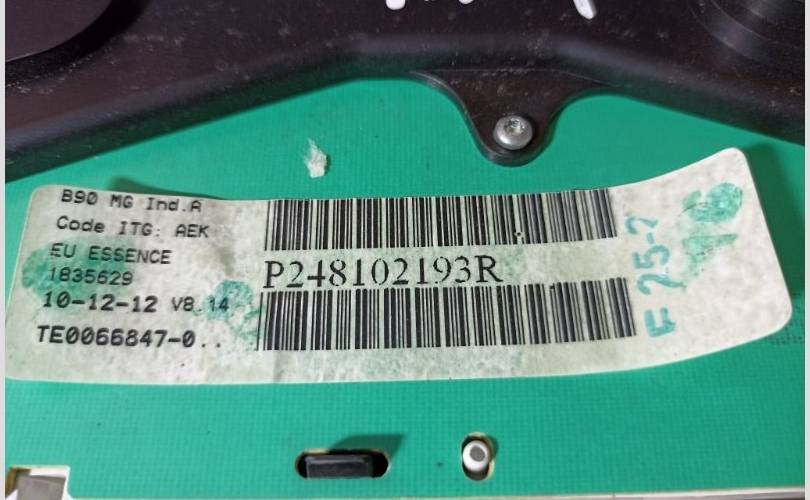 B90 MG Ind.A
Code ITG: AEK
EU ESSENCE
1835629
10-12-12 V8.14
TE0066847-0..
P248102193R